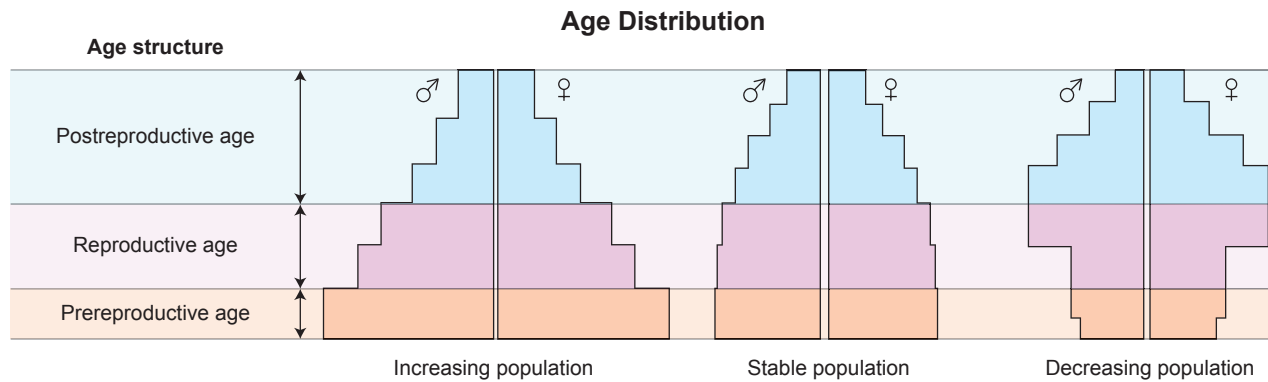 Age Distribution
Age structure
♂ ♀ ♂ ♀ ♂ ♀
Postreproductive age
Reproductive age
Prereproductive age
Increasing population
Stable population
Decreasing population